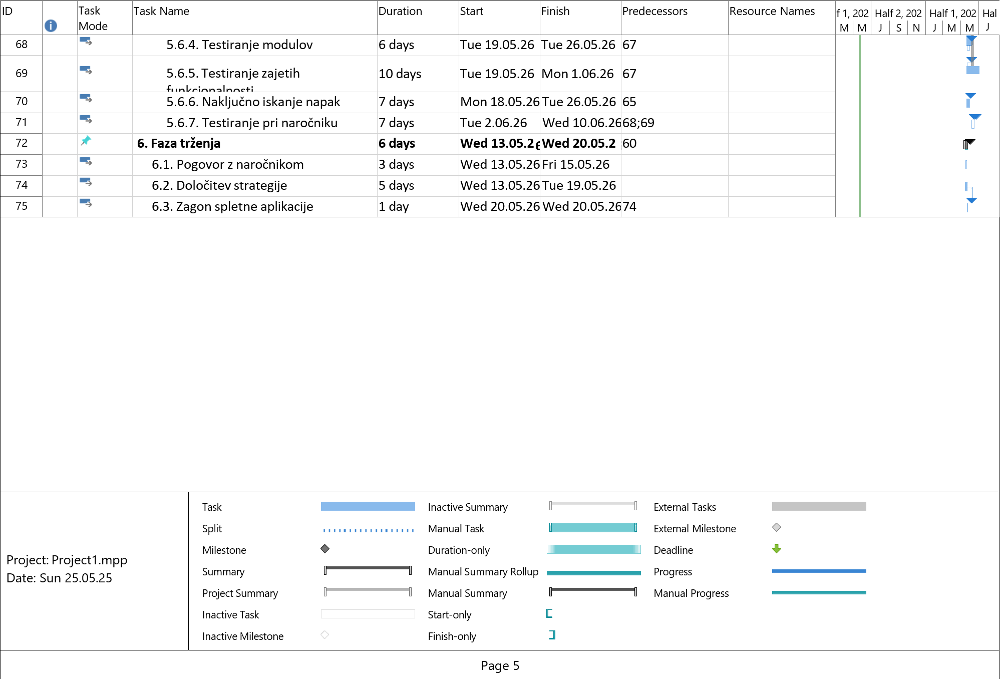 ID Task Mode Task Name Duration Start Finish Predecessors Resource Names f 1, 202 Half 2, 202 Half 1, 202 Hal
M M J S N J M M J
68 5.6.4. Testiranje modulov 6 days Tue 19.05.26 Tue 26.05.26 67
69 5.6.5. Testiranje zajetih funkcionalnosti 10 days Tue 19.05.26 Mon 1.06.26 67
70 5.6.6. Naključno iskanje napak 7 days Mon 18.05.26 Tue 26.05.26 65
71 5.6.7. Testiranje pri naročniku 7 days Tue 2.06.26 Wed 10.06.26 68;69
72 6. Faza trženja 6 days Wed 13.05.26 Wed 20.05.2 60
73 6.1. Pogovor z naročnikom 3 days Wed 13.05.26 Fri 15.05.26
74 6.2. Določitev strategije 5 days Wed 13.05.26 Tue 19.05.26
75 6.3. Zagon spletne aplikacije 1 day Wed 20.05.26 Wed 20.05.26 74
Project: Project1.mpp
Date: Sun 25.05.25
Task
Split
Milestone
Summary
Project Summary
Inactive Task
Inactive Milestone
Inactive Summary
Manual Task
Duration-only
Manual Summary Rollup
Manual Summary
Start-only
Finish-only
External Tasks
External Milestone
Deadline
Progress
Manual Progress
Page 5